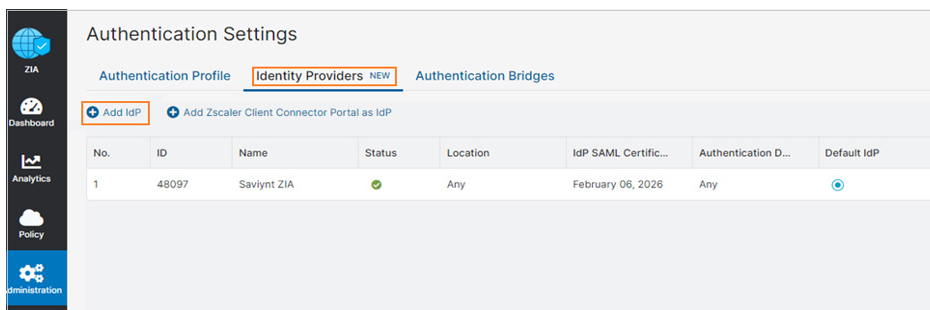 Authentication Settings
ZIA
Authentication Profile Identity Providers NEW Authentication Bridges
Add IdP Add Zscaler Client Connector Portal as IdP
Dashboard
No. ID Name Status Location IdP SAML Certific... Authentication D... Default IdP
Analytics
1 48097 Saviynt ZIA Any February 06, 2026 Any
Policy
dministration